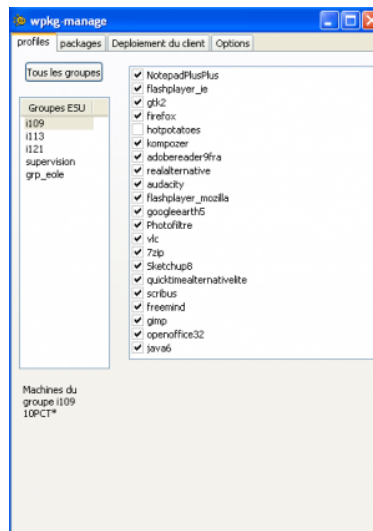 wpkg-manage
profiles packages Deploiement du client Options
Tous les groupes
Groupes ESU
i109
i113
i121
supervision
grp_eole
NotepadPlusPlus
flashplayer_ie
gtk2
firefox
hotpotatoes
kompozer
adobereader9fra
realalternative
audacity
flashplayer_mozilla
googleearth5
Photofiltre
vlc
7zip
Sketchup8
quicktimealternativelite
scribus
freemind
gimp
openoffice32
java6
Machines du
groupe i109
10PCT*